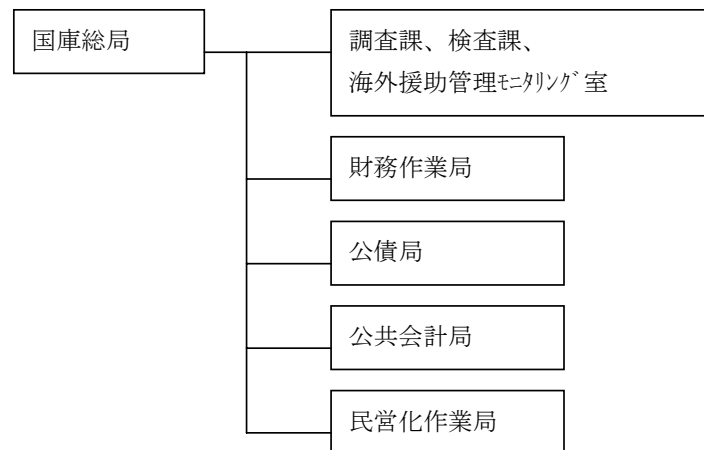 国庫総局
調査課、検査課、
海外援助管理ﾓﾆﾀﾘﾝｸﾞ室
財務作業局
公債局
公共会計局
民営化作業局